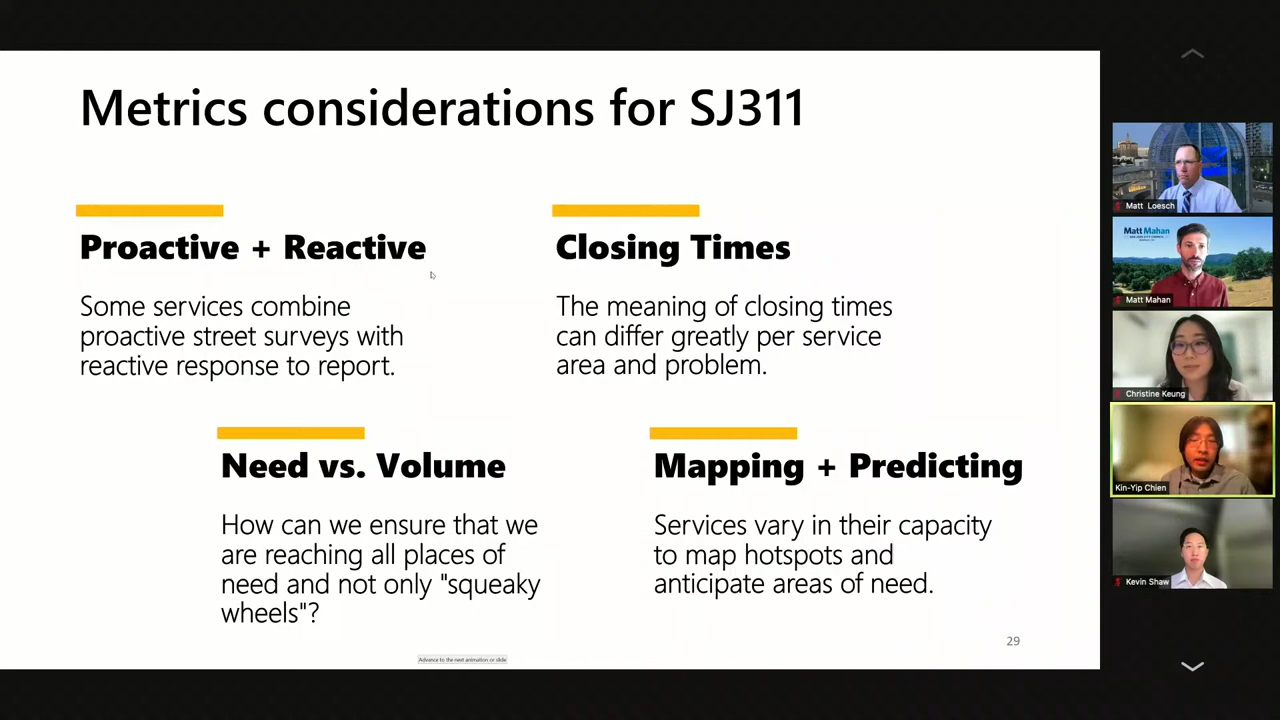 Metrics considerations for SJ311
Proactive + Reactive
Some services combine
proactive street surveys with
reactive response to report.
Closing Times
The meaning of closing times
can differ greatly per service
area and problem.
Need vs. Volume
How can we ensure that we
are reaching all places of
need and not only "squeaky
wheels"?
Mapping + Predicting
Services vary in their capacity
to map hotspots and
anticipate areas of need.
29
Advance to the next animation or slide
Matt Loesch
Matt Mahan
Matt Mahan
Christine Keung
Kin-Yip Chien
Kevin Shaw